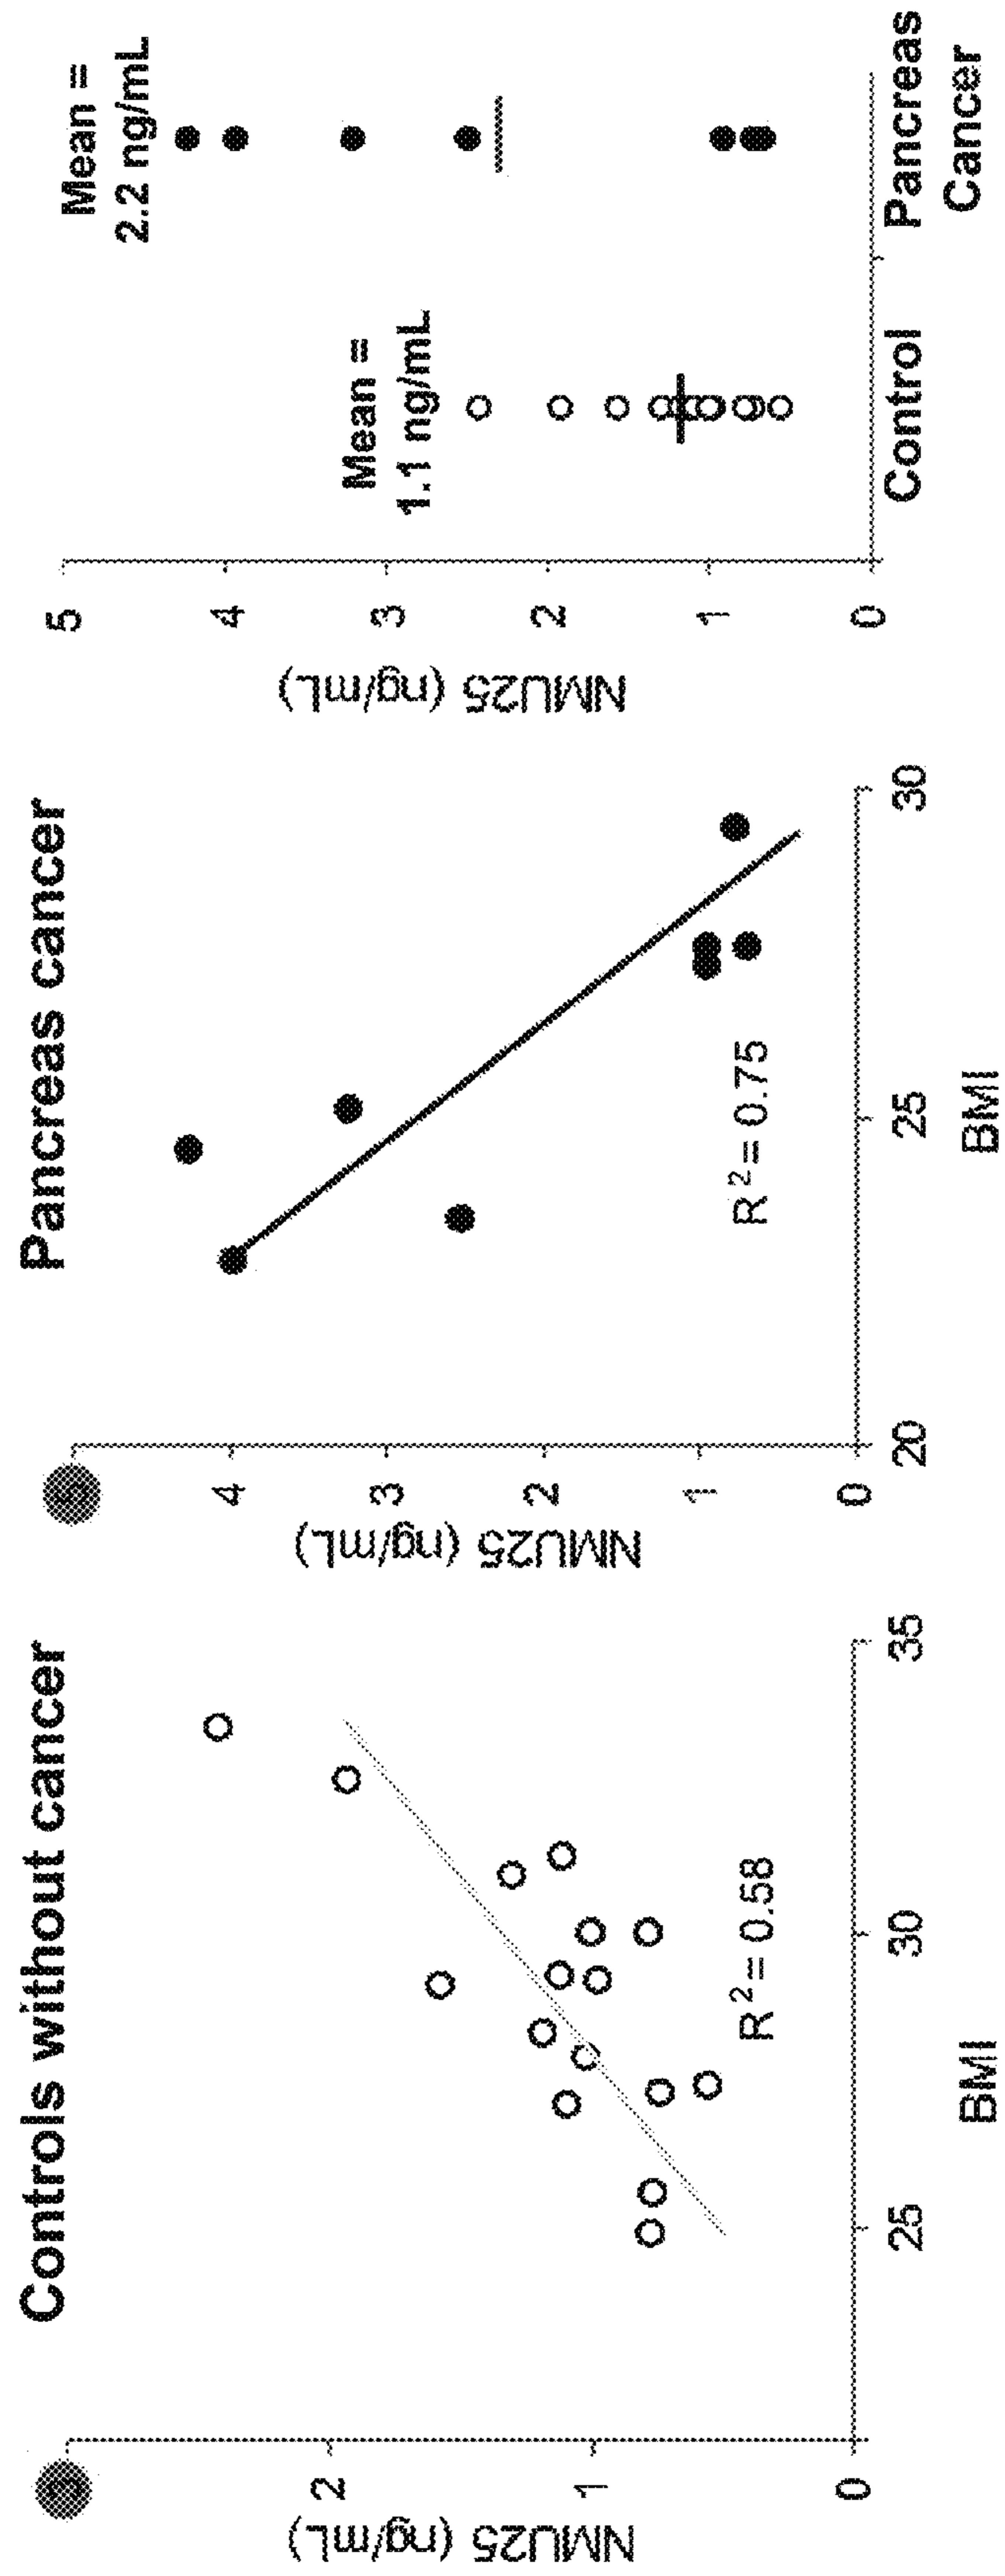 Controls without cancer
NMU25 (ng/mL)
2
1
0
25
30
35
BMI
R2= 0.58
Pancreas cancer
NMU25 (ng/mL)
5
4
3
2
1
0
20
25
30
BMI
R2= 0.75
NMU25 (ng/mL)
5
4
3
2
1
0
Mean =
1.1 ng/mL
Mean =
2.2 ng/mL
Control
Pancreas
Cancer